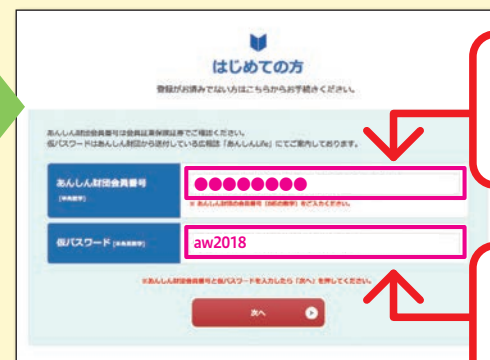 はじめての方
登録がお済みでない方はこちらからお手続きください。
あんしん財団会員番号は会員証兼保険証券でご確認ください。
仮パスワードはあんしん財団から送付している広報誌「あんしんLife」にてご案内しております。
あんしん財団会員番号
[半角数字]
●●●●●●●●
※ あんしん財団の会員番号（8桁の数字）をご入力ください。
仮パスワード [半角英数字]
aw2018
※あんしん財団会員番号と仮パスワードを入力したら「次へ」を押してください。
次へ